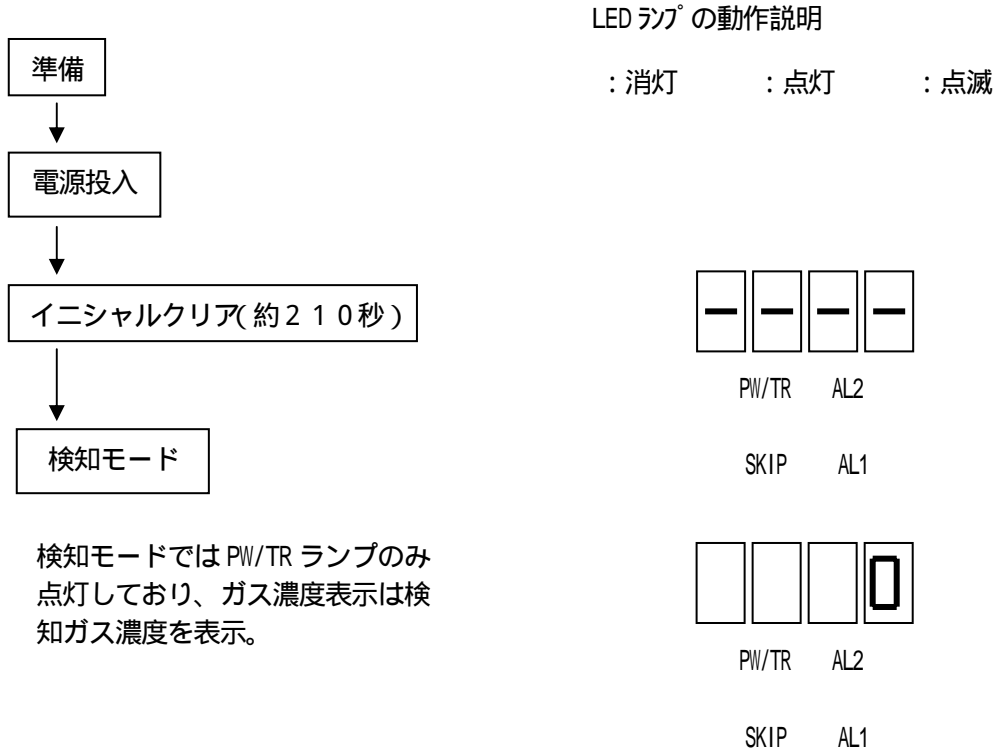 LED ﾗﾝﾌﾟの動作説明
：消灯 ：点灯 ：点滅
準備
電源投入
イニシャルクリア(約２１０秒)
検知モード
検知モードでは PW/TR ランプのみ
点灯しており、ガス濃度表示は検
知ガス濃度を表示。
- - - -
PW/TR AL2
SKIP AL1
0
PW/TR AL2
SKIP AL1